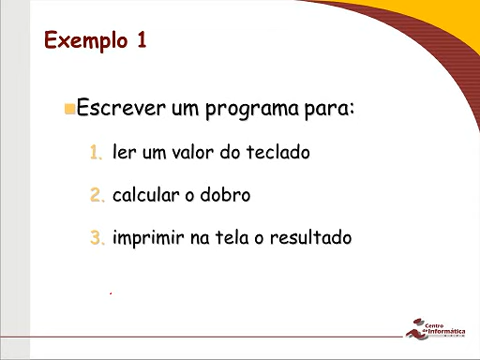 Exemplo 1
Escrever um programa para:
1. ler um valor do teclado
2. calcular o dobro
3. imprimir na tela o resultado
Centro
de Informática